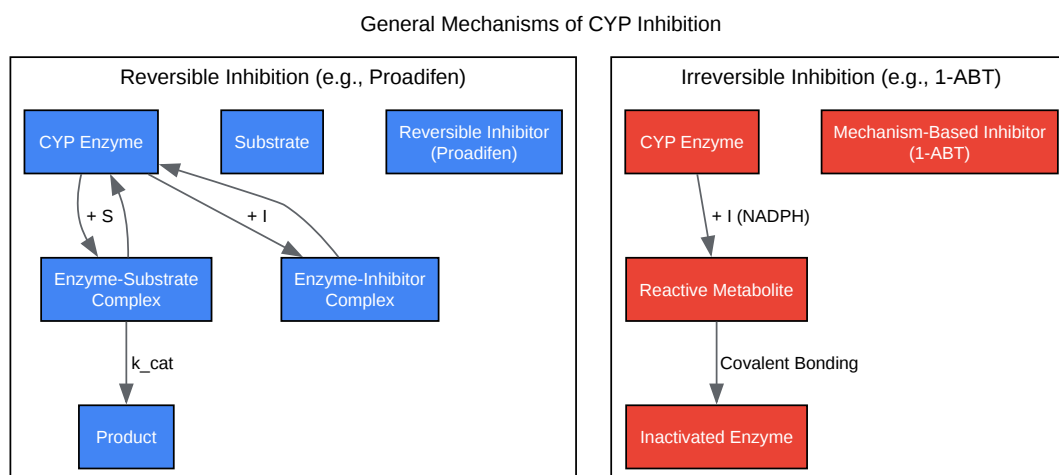 General Mechanisms of CYP Inhibition
Reversible Inhibition (e.g., Proadifen)
CYP Enzyme
Substrate
Reversible Inhibitor
(Proadifen)
+ S
+ I
Enzyme-Substrate
Complex
Enzyme-Inhibitor
Complex
k_cat
Product
Irreversible Inhibition (e.g., 1-ABT)
CYP Enzyme
Mechanism-Based Inhibitor
(1-ABT)
+ I (NADPH)
Reactive Metabolite
Covalent Bonding
Inactivated Enzyme